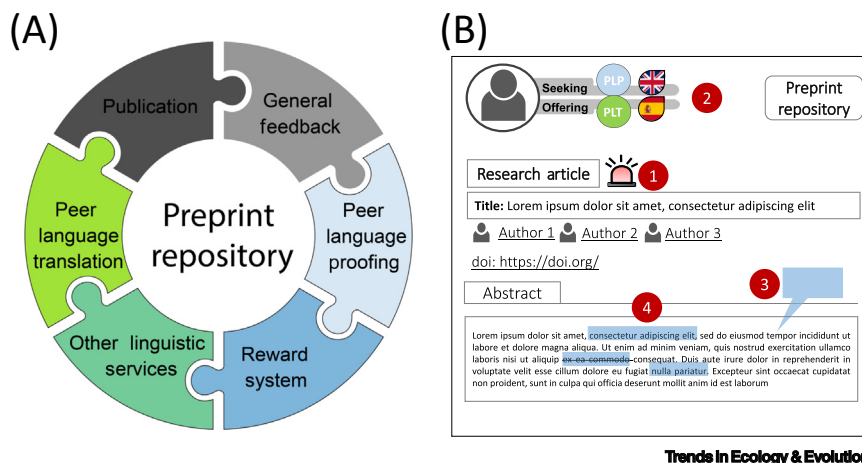 (A)
Publication
General
feedback
Peer
language
translation
Preprint
repository
Peer
language
proofing
Other linguistic
services
Reward
system
(B)
Seeking
PLP
Offering
PLT
2
Preprint
repository
Research article
1
Title: Lorem ipsum dolor sit amet, consectetur adipiscing elit
Author 1 Author 2 Author 3
doi: https://doi.org/
Abstract
3
4
Lorem ipsum dolor sit amet, consectetur adipiscing elit, sed do eiusmod tempor incididunt ut
labore et dolore magna aliqua. Ut enim ad minim veniam, quis nostrud exercitation ullamco
laboris nisi ut aliquip ex ea commodo consequat. Duis aute irure dolor in reprehenderit in
voluptate velit esse cillum dolore eu fugiat nulla pariatur. Excepteur sint occaecat cupidatat
non proident, sunt in culpa qui officia deserunt mollit anim id est laborum
Trends in Ecology & Evolution